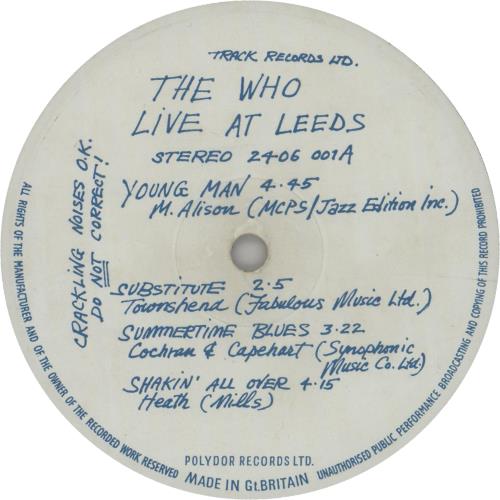 TRACK RECORDS LTD.
THE WHO
LIVE AT LEEDS
STEREO 2406 001A
YOUNG MAN 4.45
M. Alison (MCPS/Jazz Edition Inc.)
CRACKLING NOISES O.K.
DO NOT CORRECT!
SUBSTITUTE 2.5
Townshend (Fabulous Music Ltd.)
SUMMERTIME BLUES 3.22
Cochran & Capehart (Synophonic
Music Co. Ltd)
SHAKIN' ALL OVER 4.15
Heath (Mills)
POLYDOR RECORDS LTD.
MADE IN Gt. BRITAIN
ALL RIGHTS OF THE MANUFACTURER AND OF THE OWNER OF THE RECORDED WORK RESERVED
UNAUTHORISED PUBLIC PERFORMANCE BROADCASTING AND COPYING OF THIS RECORD PROHIBITED